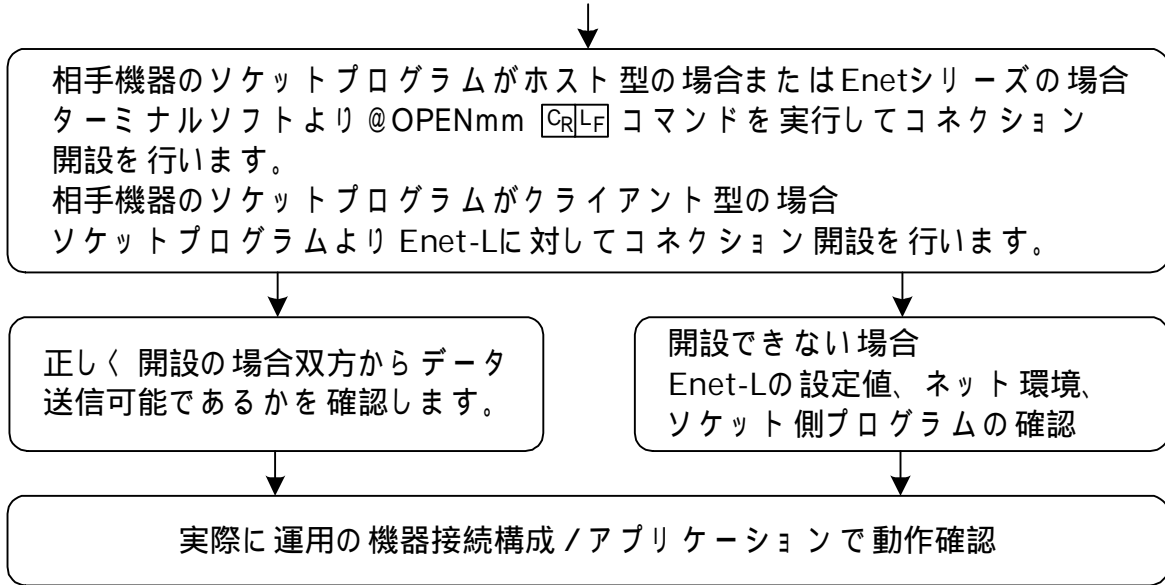 相手機器のソケットプログラムがホスト型の場合またはEnetシリーズの場合
ターミナルソフトより@OPENmm CRLF コマンドを実行してコネクション
開設を行います。
相手機器のソケットプログラムがクライアント型の場合
ソケットプログラムよりEnet-Lに対してコネクション開設を行います。
正しく開設の場合双方からデータ
送信可能であるかを確認します。
開設できない場合
Enet-Lの設定値、ネット環境、
ソケット側プログラムの確認
実際に運用の機器接続構成/アプリケーションで動作確認